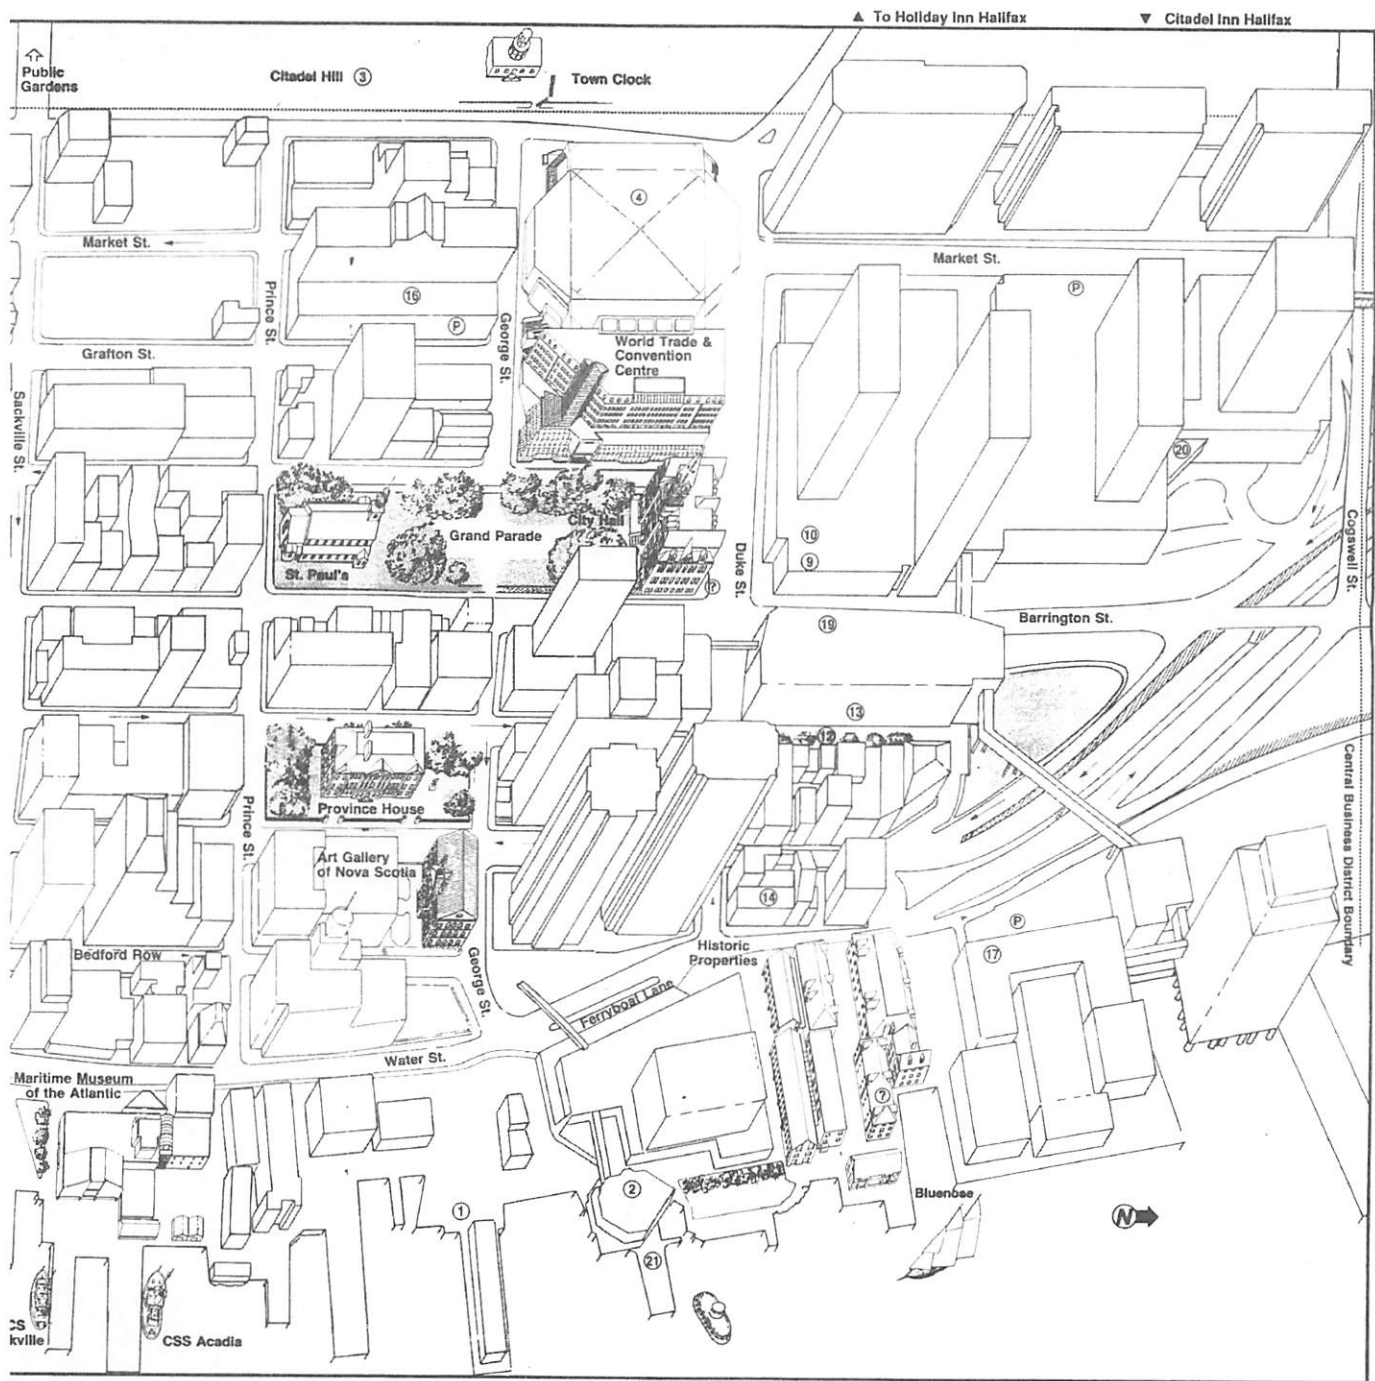 ▲ To Holiday Inn Halifax
▼ Citadel Inn Halifax
Public
Gardens
Citadel Hill ③
Town Clock
④
Market St.
Market St.
Prince St.
⑯
Ⓟ
George St.
World Trade &
Convention
Centre
Ⓟ
Grafton St.
Sackville St.
⑳
City Hall
Grand Parade
St. Paul's
⑩
⑨
Duke St.
?
Cogswell St.
Barrington St.
⑲
⑬
⑫
Province House
Prince St.
Art Gallery
of Nova Scotia
Central Business District Boundary
⑭
Ⓟ
⑰
Bedford Row
Historic
Properties
George St.
Ferryboat Lane
Water St.
Maritime Museum
of the Atlantic
?
②
①
Bluenose
N
㉑
CS
kville
CSS Acadia